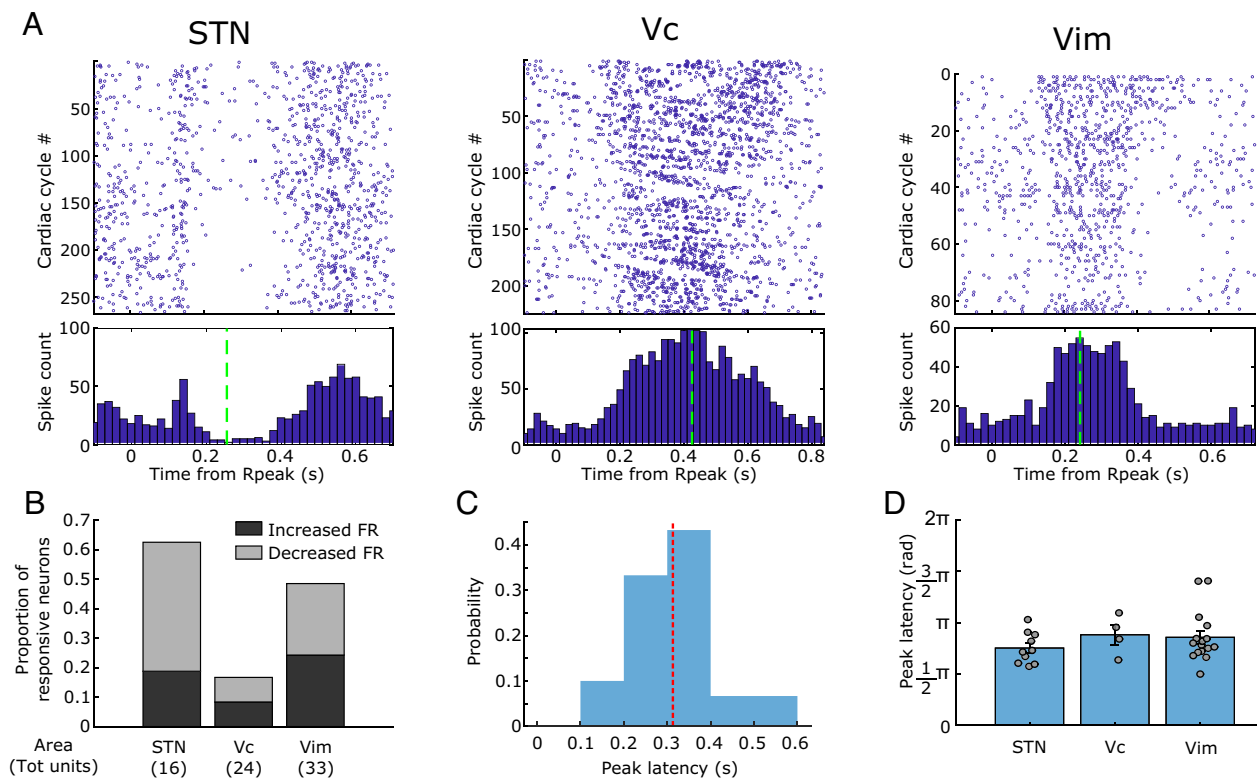 A
STN
Vc
Vim
Cardiac cycle #
50
100
150
200
250
Cardiac cycle #
50
100
150
200
Cardiac cycle #
0
20
40
60
80
Spike count
100
50
0
0
0.2
0.4
0.6
Time from Rpeak (s)
Spike count
100
50
0
0
0.2
0.4
0.6
0.8
Time from Rpeak (s)
Spike count
60
40
20
0
0
0.2
0.4
0.6
Time from Rpeak (s)
B
Proportion of
responsive neurons
0.7
0.6
0.5
0.4
0.3
0.2
0.1
0
Increased FR
Decreased FR
Area
(Tot units)
STN
(16)
Vc
(24)
Vim
(33)
C
Probability
0.5
0.4
0.3
0.2
0.1
0
0
0.1
0.2
0.3
0.4
0.5
0.6
Peak latency (s)
D
Peak latency (rad)
2π
3/2 π
π
1/2 π
0
STN
Vc
Vim